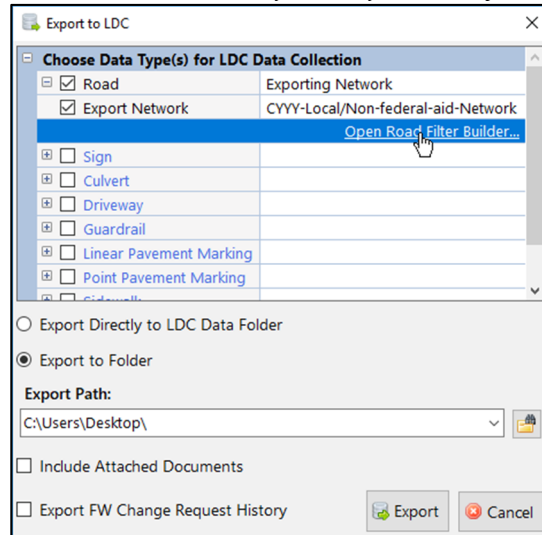 Export to LDC
Choose Data Type(s) for LDC Data Collection
Road Exporting Network
Export Network CYYY-Local/Non-federal-aid-Network
Open Road Filter Builder...
Sign
Culvert
Driveway
Guardrail
Linear Pavement Marking
Point Pavement Marking
Export Directly to LDC Data Folder
Export to Folder
Export Path:
C:\Users\Desktop\
Include Attached Documents
Export FW Change Request History Export Cancel